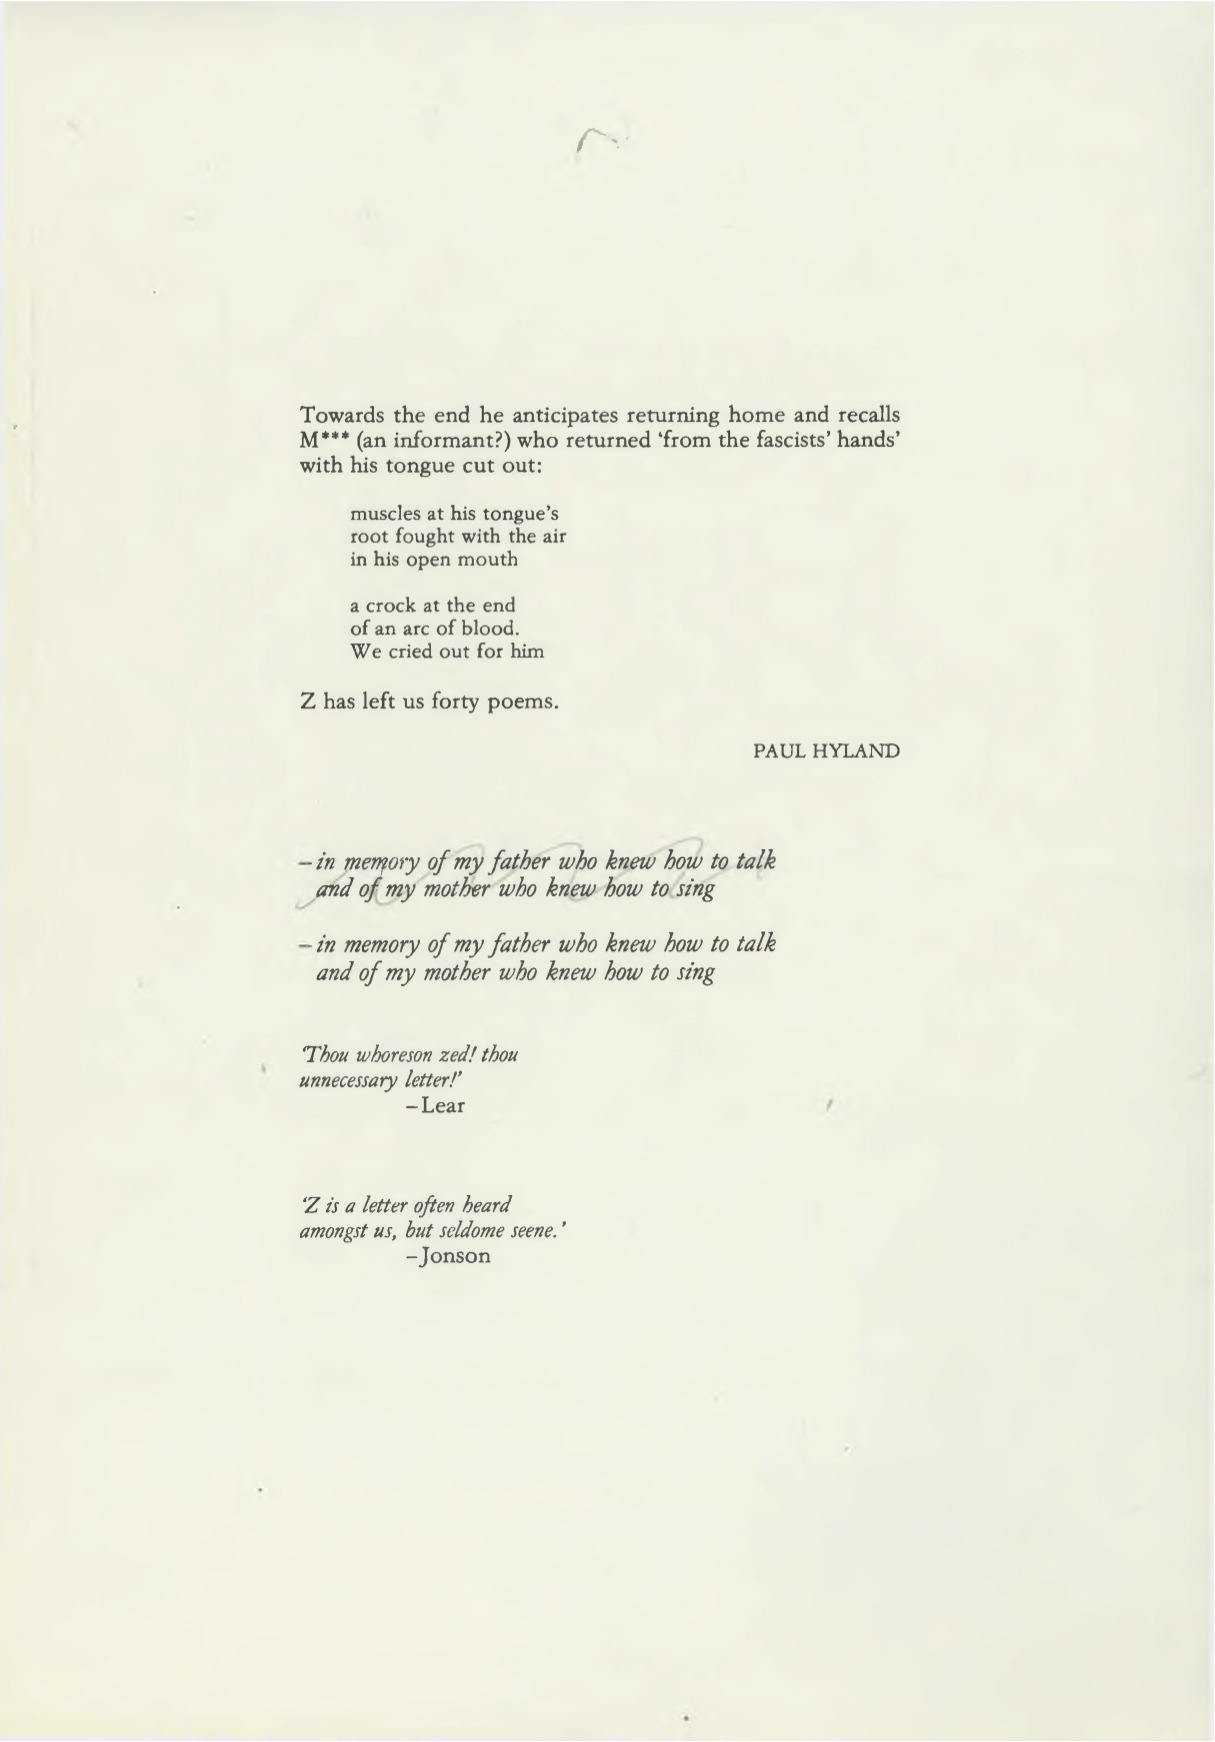 Towards the end he anticipates returning home and recalls
M*** (an informant?) who returned ‘from the fascists’ hands’
with his tongue cut out:
muscles at his tongue’s
root fought with the air
in his open mouth
a crock at the end
of an arc of blood.
We cried out for him
Z has left us forty poems.
PAUL HYLAND
– in memory of my father who knew how to talk
and of my mother who knew how to sing
– in memory of my father who knew how to talk
and of my mother who knew how to sing
‘Thou whoreson zed! thou
unnecessary letter!’
– Lear
‘Z is a letter often heard
amongst us, but seldome seene.’
– Jonson